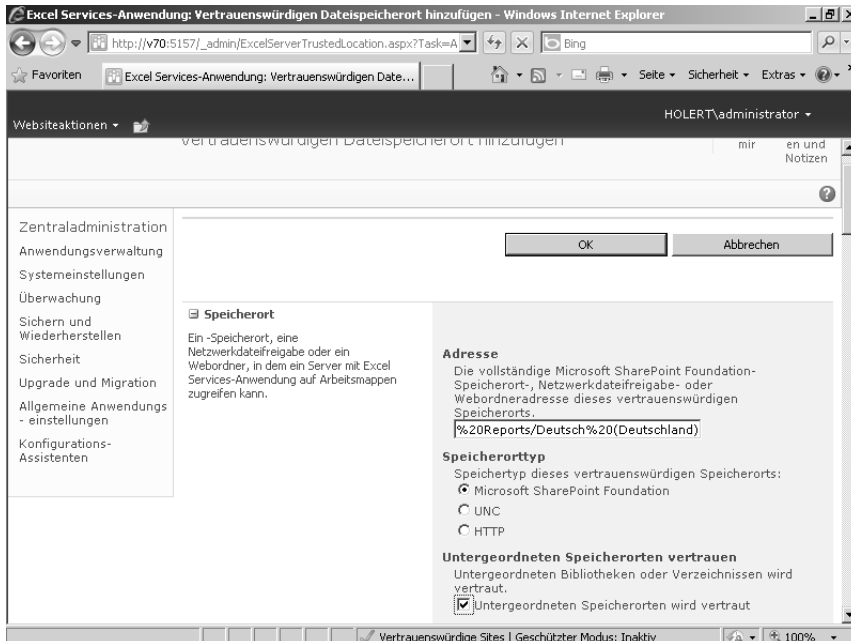 Excel Services-Anwendung: Vertrauenswürdigen Dateispeicherort hinzufügen - Windows Internet Explorer
http://v70:5157/_admin/ExcelServerTrustedLocation.aspx?Task=A
Bing
Favoriten
Excel Services-Anwendung: Vertrauenswürdigen Date...
Seite
Sicherheit
Extras
Websiteaktionen
HOLERT\administrator
Vertrauenswürdigen Dateispeicherort hinzufügen
mir
en und
Notizen
Zentraladministration
Anwendungsverwaltung
Systemeinstellungen
Überwachung
Sichern und
Wiederherstellen
Sicherheit
Upgrade und Migration
Allgemeine Anwendungs
- einstellungen
Konfigurations-
Assistenten
OK
Abbrechen
Speicherort
Ein -Speicherort, eine
Netzwerkdateifreigabe oder ein
Webordner, in dem ein Server mit Excel
Services-Anwendung auf Arbeitsmappen
zugreifen kann.
Adresse
Die vollständige Microsoft SharePoint Foundation-
Speicherort-, Netzwerkdateifreigabe- oder
Webordneradresse dieses vertrauenswürdigen
Speicherorts.
%20Reports/Deutsch%20(Deutschland)
Speicherorttyp
Speichertyp dieses vertrauenswürdigen Speicherorts:
Microsoft SharePoint Foundation
UNC
HTTP
Untergeordneten Speicherorten vertrauen
Untergeordneten Bibliotheken oder Verzeichnissen wird
vertraut.
Untergeordneten Speicherorten wird vertraut
Vertrauenswürdige Sites | Geschützter Modus: Inaktiv
100%